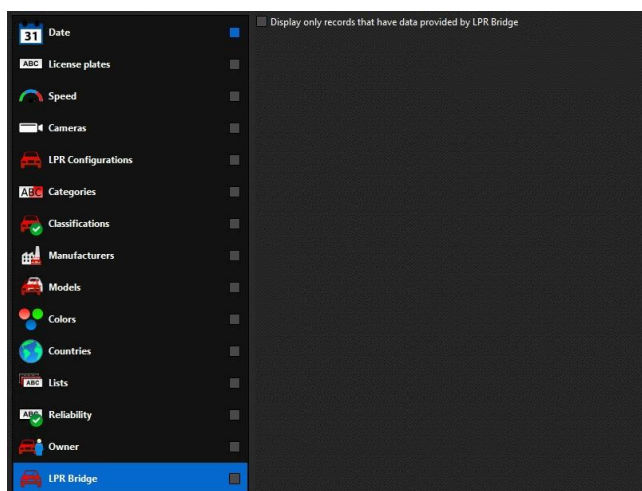 31
Date
Display only records that have data provided by LPR Bridge
ABC
License plates
Speed
Cameras
LPR Configurations
ABC
Categories
Classifications
Manufacturers
Models
Colors
Countries
ABC
Lists
Reliability
Owner
LPR Bridge